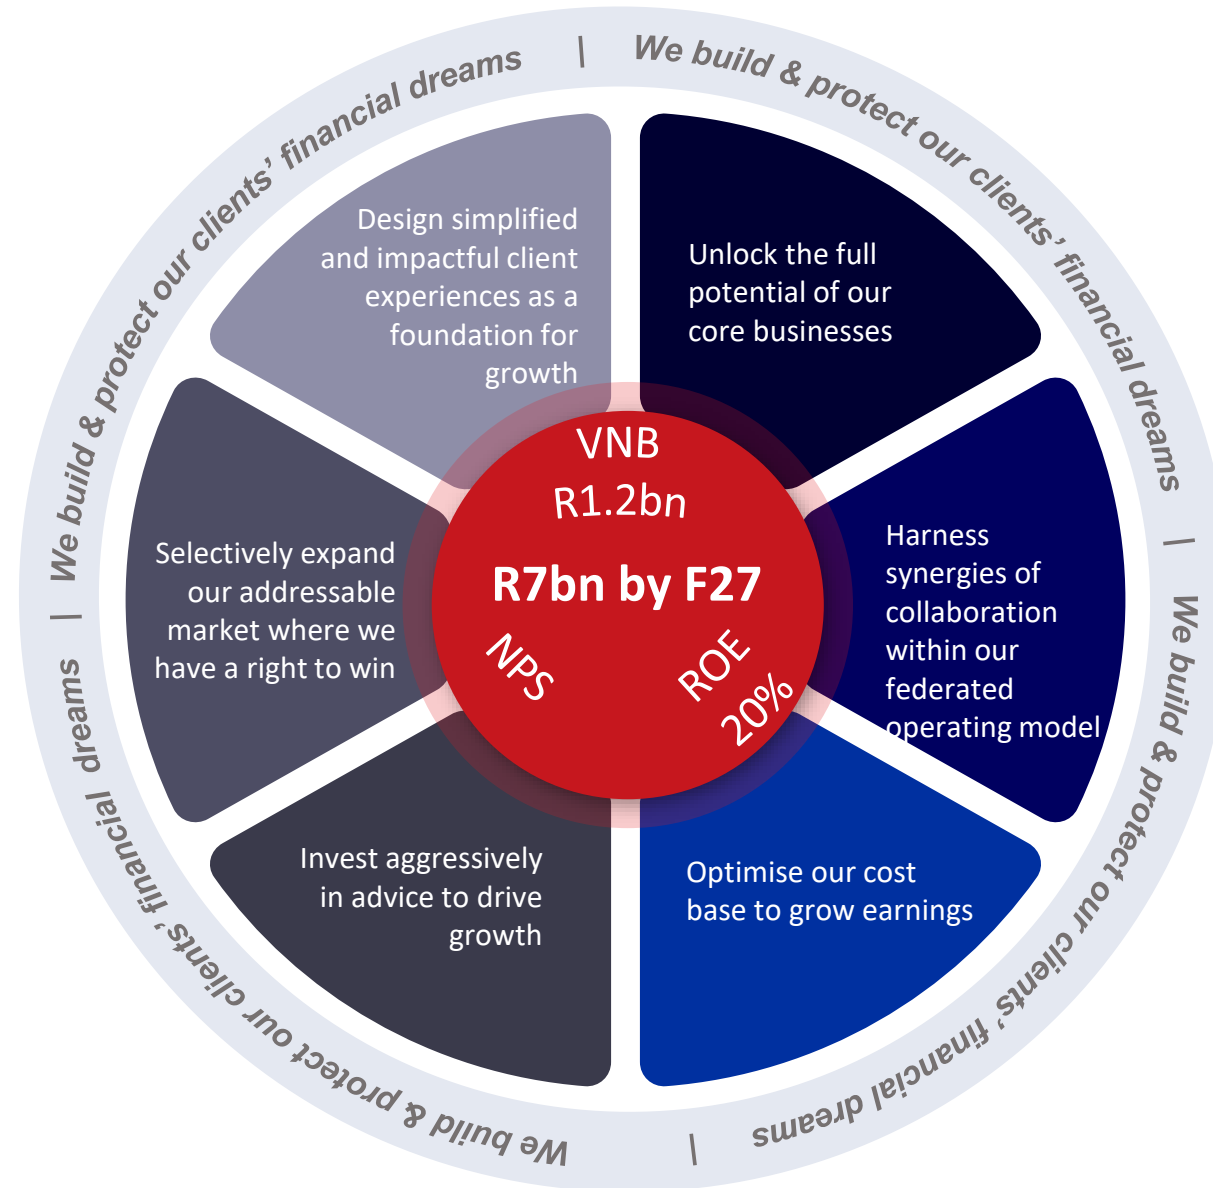 We build & protect our clients’ financial dreams
|
We build & protect our clients’ financial dreams
|
We build & protect our clients’ financial dreams
|
We build & protect our clients’ financial dreams
|
Design simplified
and impactful client
experiences as a
foundation for
growth
Unlock the full
potential of our
core businesses
Harness
synergies of
collaboration
within our
federated
operating model
Optimise our cost
base to grow earnings
Invest aggressively
in advice to drive
growth
Selectively expand
our addressable
market where we
have a right to win
VNB
R1.2bn
R7bn by F27
NPS
ROE
20%